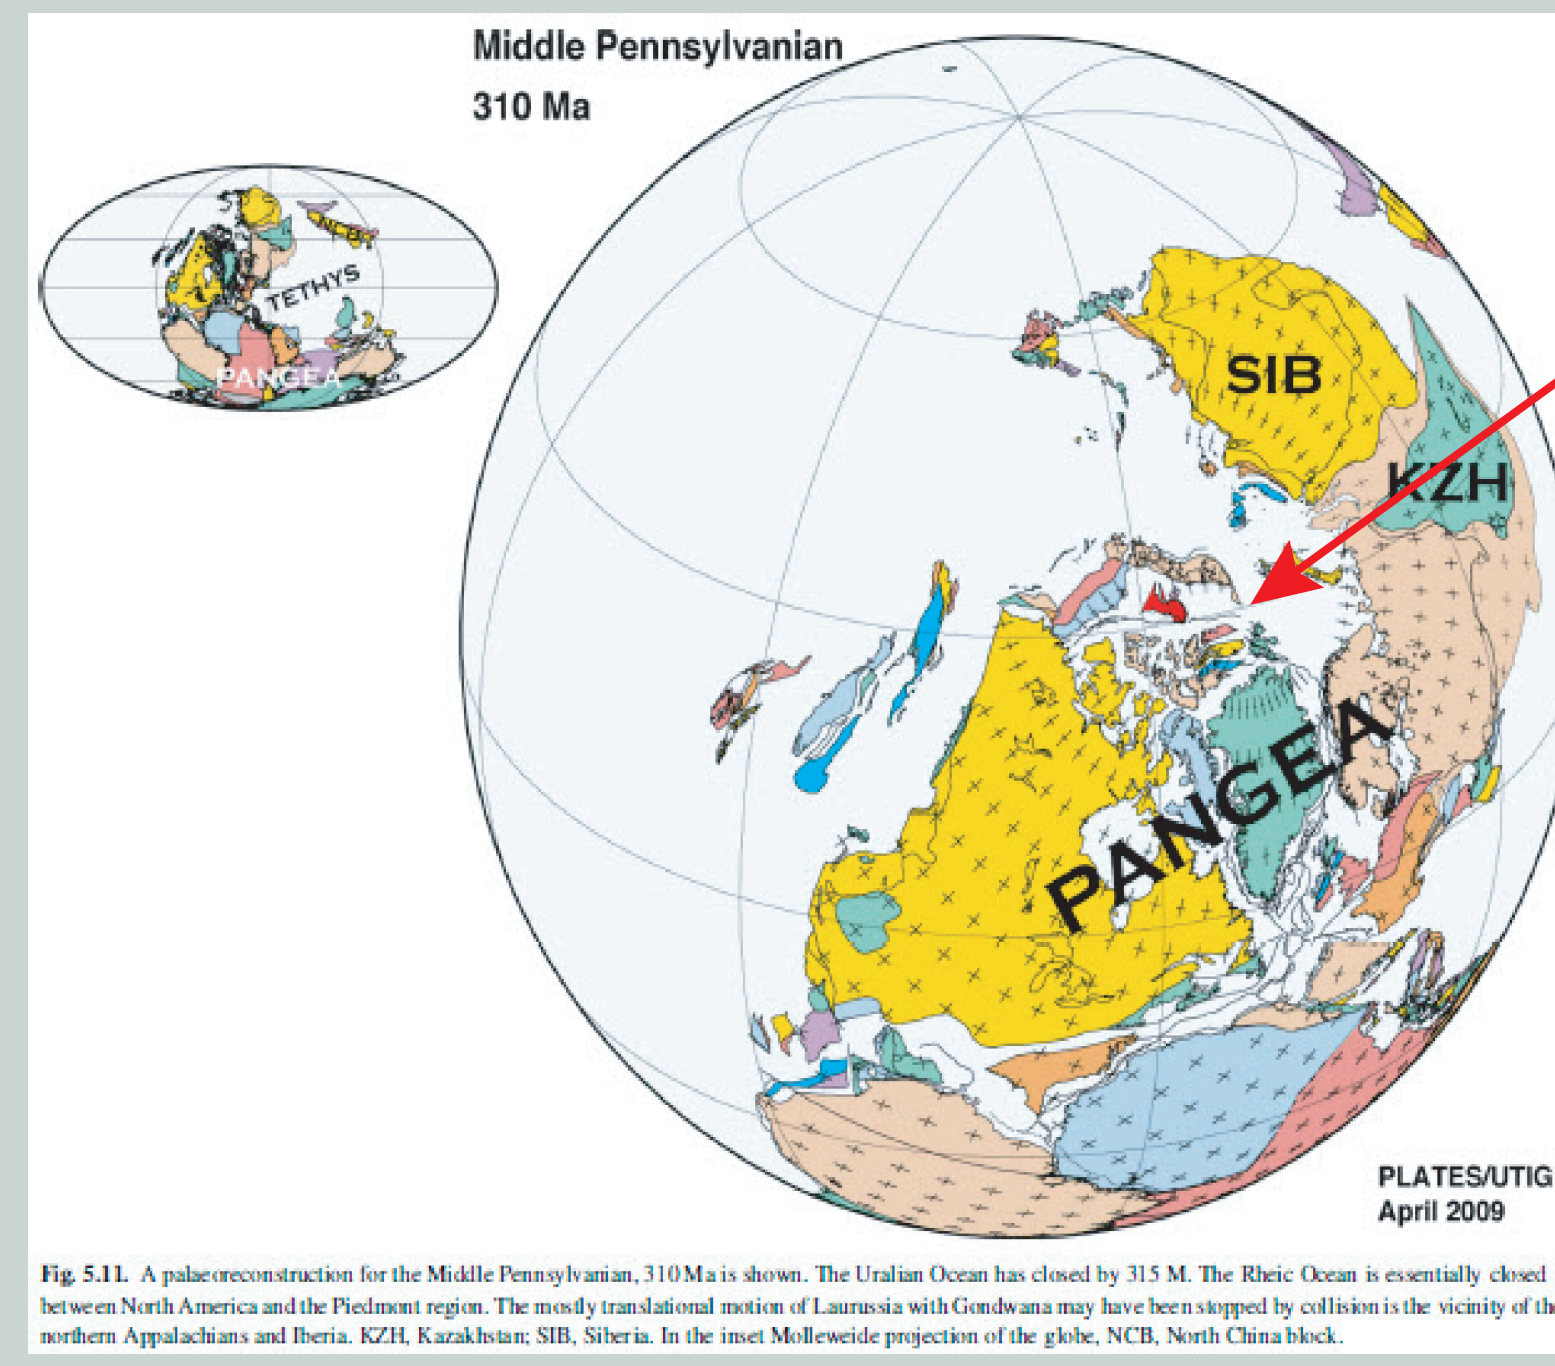 Middle Pennsylvanian
310 Ma
TETHYS
PANGEA
SIB
KZH
PANGEA
PLATES/UTIG
April 2009
Fig. 5.11. A palaeoreconstruction for the Middle Pennsylvanian, 310 Ma is shown. The Uralian Ocean has closed by 315 M. The Rheic Ocean is essentially closed
between North America and the Piedmont region. The mostly translational motion of Laurussia with Gondwana may have been stopped by collision is the vicinity of the
northern Appalachians and Iberia. KZH, Kazakhstan; SIB, Siberia. In the inset Molleweide projection of the globe, NCB, North China block.